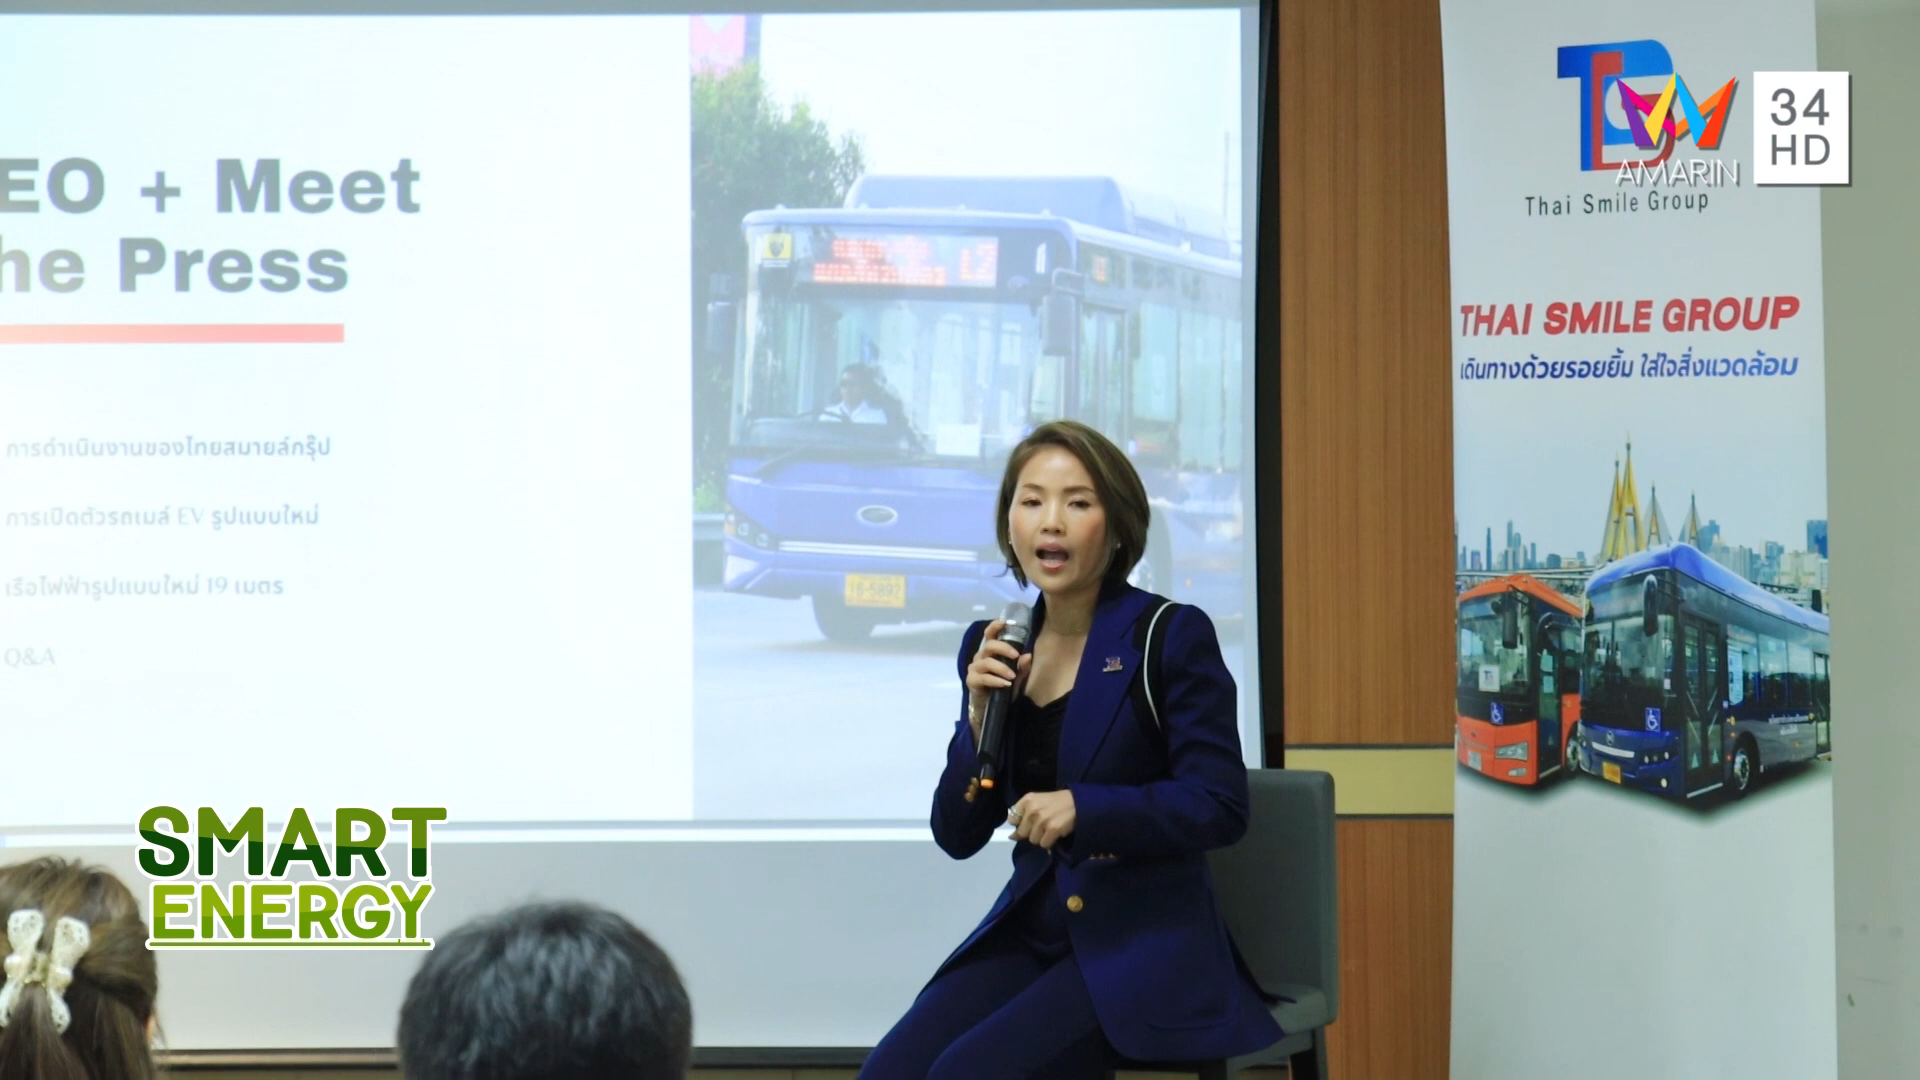 EO + Meet
he Press
การดำเนินงานของไทยสมายล์กรุ๊ป
การเปิดตัวรถเมล์ EV รูปแบบใหม่
เรือไฟฟ้ารูปแบบใหม่ 19 เมตร
Q&A
16-5892
TSB
Thai Smile Group
AMARIN
34
HD
THAI SMILE GROUP
เดินทางด้วยรอยยิ้ม ใส่ใจสิ่งแวดล้อม
SMART
ENERGY